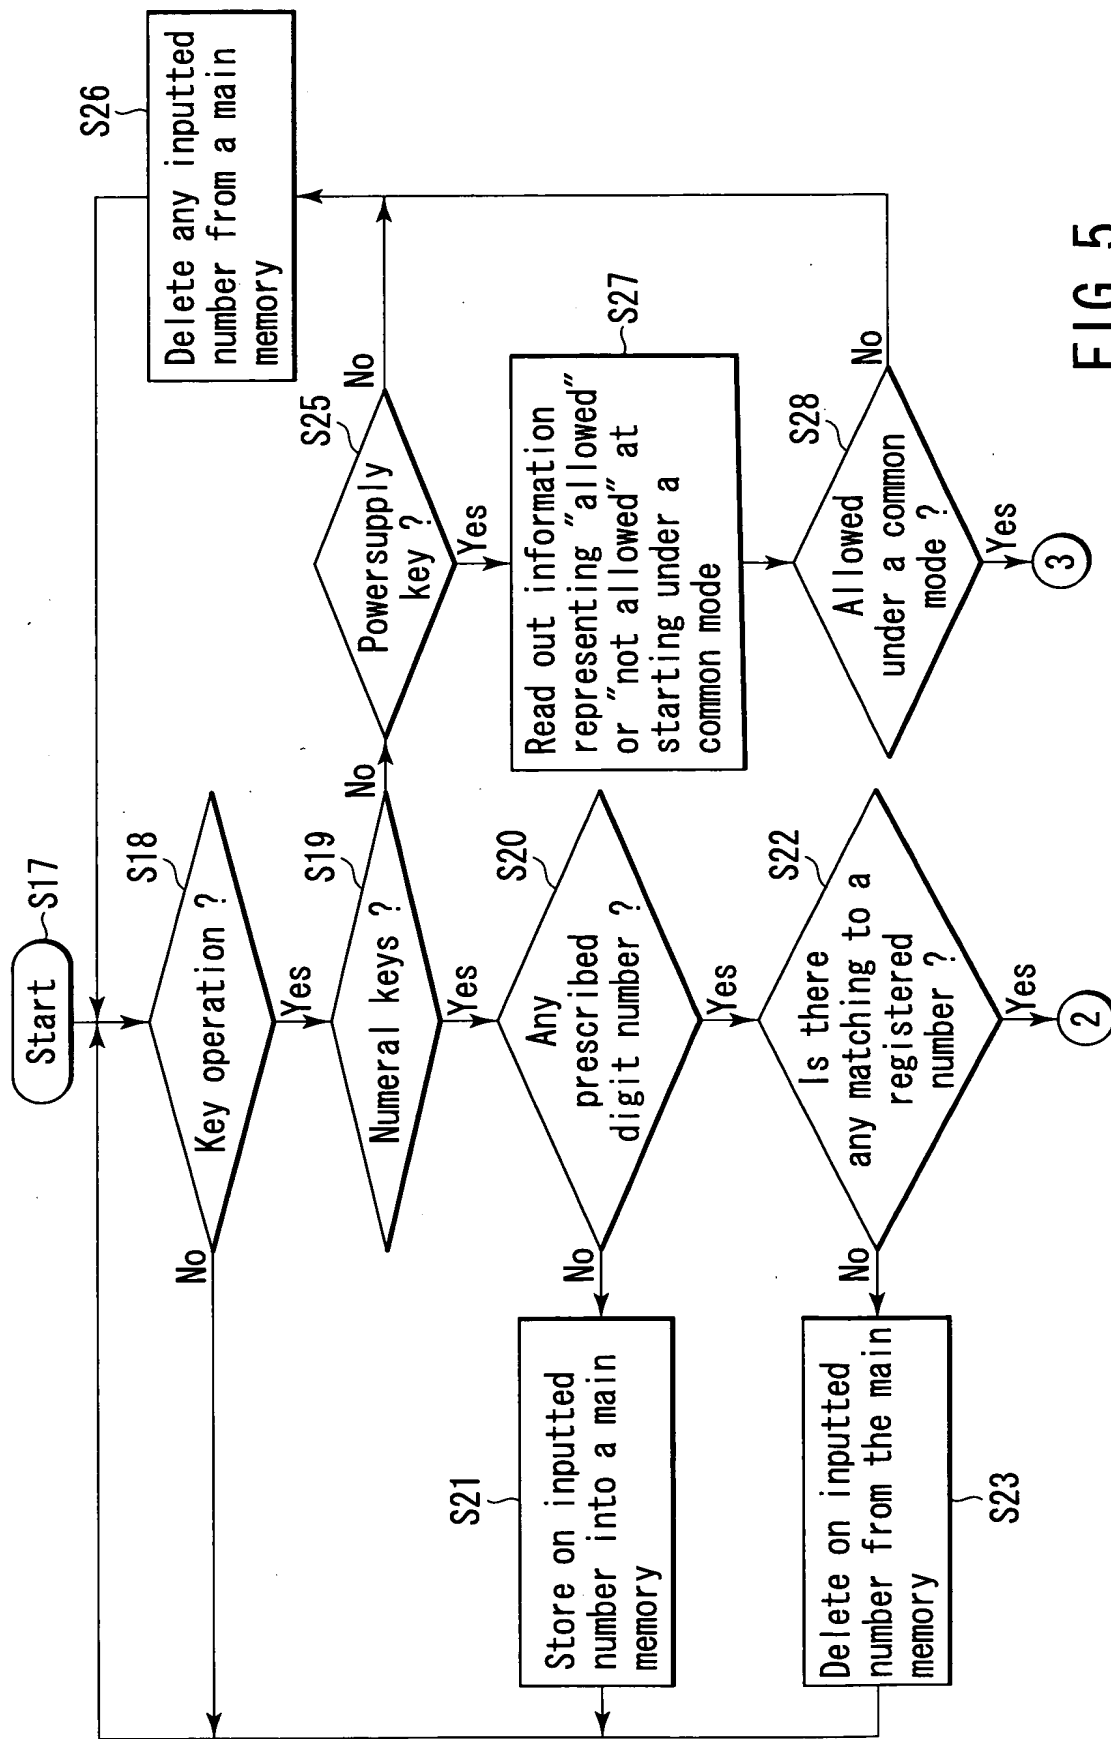 Start
S17
Key operation ?
S18
No
Yes
Numeral keys ?
S19
No
Yes
Any
prescribed
digit number ?
S20
No
Yes
Store on inputted
number into a main
memory
S21
Is there
any matching to a
registered
number ?
S22
No
Yes
2
Delete on inputted
number from the main
memory
S23
Powersupply
key ?
S25
No
Yes
Delete any inputted
number from a main
memory
S26
Read out information
representing "allowed"
or "not allowed" at
starting under a
common mode
S27
Allowed
under a common
mode ?
S28
No
Yes
3
FIG. 5